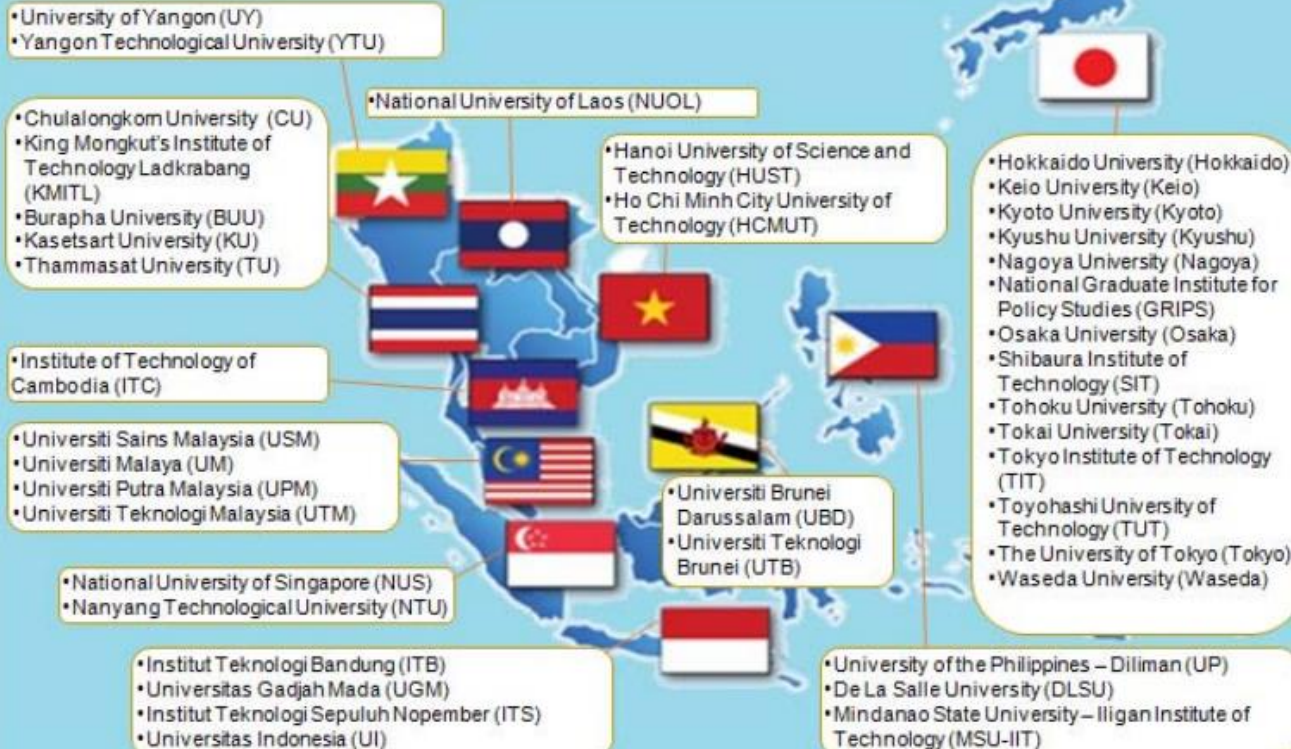 •University of Yangon (UY)
•Yangon Technological University (YTU)
•National University of Laos (NUOL)
•Chulalongkorn University (CU)
•King Mongkut's Institute of
Technology Ladkrabang
(KMITL)
•Burapha University (BUU)
•Kasetsart University (KU)
•Thammasat University (TU)
•Hanoi University of Science and
Technology (HUST)
•Ho Chi Minh City University of
Technology (HCMUT)
•Institute of Technology of
Cambodia (ITC)
•Universiti Sains Malaysia (USM)
•Universiti Malaya (UM)
•Universiti Putra Malaysia (UPM)
•Universiti Teknologi Malaysia (UTM)
•Universiti Brunei
Darussalam (UBD)
•Universiti Teknologi
Brunei (UTB)
•National University of Singapore (NUS)
•Nanyang Technological University (NTU)
•Institut Teknologi Bandung (ITB)
•Universitas Gadjah Mada (UGM)
•Institut Teknologi Sepuluh Nopember (ITS)
•Universitas Indonesia (UI)
•Hokkaido University (Hokkaido)
•Keio University (Keio)
•Kyoto University (Kyoto)
•Kyushu University (Kyushu)
•Nagoya University (Nagoya)
•National Graduate Institute for
Policy Studies (GRIPS)
•Osaka University (Osaka)
•Shibaura Institute of
Technology (SIT)
•Tohoku University (Tohoku)
•Tokai University (Tokai)
•Tokyo Institute of Technology
(TIT)
•Toyohashi University of
Technology (TUT)
•The University of Tokyo (Tokyo)
•Waseda University (Waseda)
•University of the Philippines – Diliman (UP)
•De La Salle University (DLSU)
•Mindanao State University – Iligan Institute of
Technology (MSU-IIT)